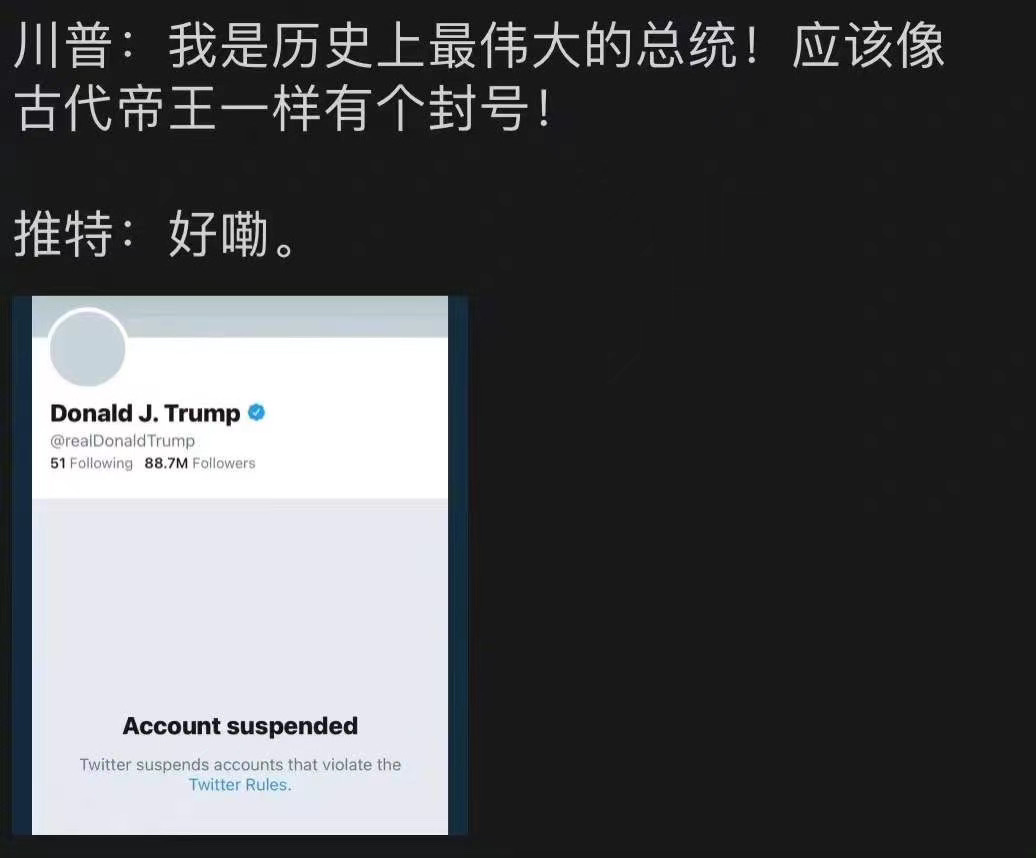 川普：我是历史上最伟大的总统！应该像
古代帝王一样有个封号！
推特：好嘞。
Donald J. Trump
@realDonaldTrump
51 Following 88.7M Followers
Account suspended
Twitter suspends accounts that violate the
Twitter Rules.